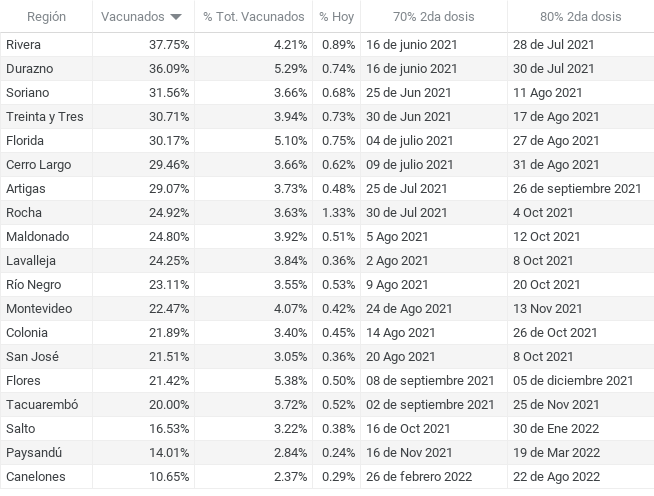 Región Vacunados % Tot. Vacunados % Hoy 70% 2da dosis 80% 2da dosis
Rivera 37.75% 4.21% 0.89% 16 de junio 2021 28 de Jul 2021
Durazno 36.09% 5.29% 0.74% 16 de junio 2021 30 de Jul 2021
Soriano 31.56% 3.66% 0.68% 25 de Jun 2021 11 Ago 2021
Treinta y Tres 30.71% 3.94% 0.73% 30 de Jun 2021 17 de Ago 2021
Florida 30.17% 5.10% 0.75% 04 de julio 2021 27 de Ago 2021
Cerro Largo 29.46% 3.66% 0.62% 09 de julio 2021 31 de Ago 2021
Artigas 29.07% 3.73% 0.48% 25 de Jul 2021 26 de septiembre 2021
Rocha 24.92% 3.63% 1.33% 30 de Jul 2021 4 Oct 2021
Maldonado 24.80% 3.92% 0.51% 5 Ago 2021 12 Oct 2021
Lavalleja 24.25% 3.84% 0.36% 2 Ago 2021 8 Oct 2021
Río Negro 23.11% 3.55% 0.53% 9 Ago 2021 20 Oct 2021
Montevideo 22.47% 4.07% 0.42% 24 de Ago 2021 13 Nov 2021
Colonia 21.89% 3.40% 0.45% 14 Ago 2021 26 de Oct 2021
San José 21.51% 3.05% 0.36% 20 Ago 2021 8 Oct 2021
Flores 21.42% 5.38% 0.50% 08 de septiembre 2021 05 de diciembre 2021
Tacuarembó 20.00% 3.72% 0.52% 02 de septiembre 2021 25 de Nov 2021
Salto 16.53% 3.22% 0.38% 16 de Oct 2021 30 de Ene 2022
Paysandú 14.01% 2.84% 0.24% 16 de Nov 2021 19 de Mar 2022
Canelones 10.65% 2.37% 0.29% 26 de febrero 2022 22 de Ago 2022